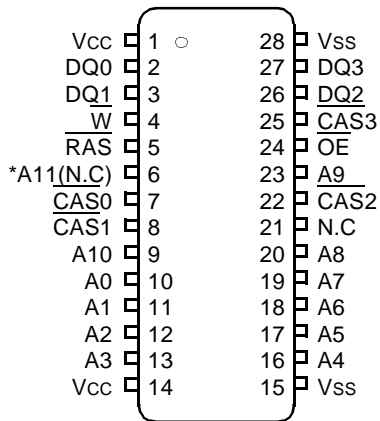 Vcc 1 28 Vss
DQ0 2 27 DQ3
DQ1 3 26 DQ2
W 4 25 CAS3
RAS 5 24 OE
*A11(N.C) 6 23 A9
CAS0 7 22 CAS2
CAS1 8 21 N.C
A10 9 20 A8
A0 10 19 A7
A1 11 18 A6
A2 12 17 A5
A3 13 16 A4
Vcc 14 15 Vss